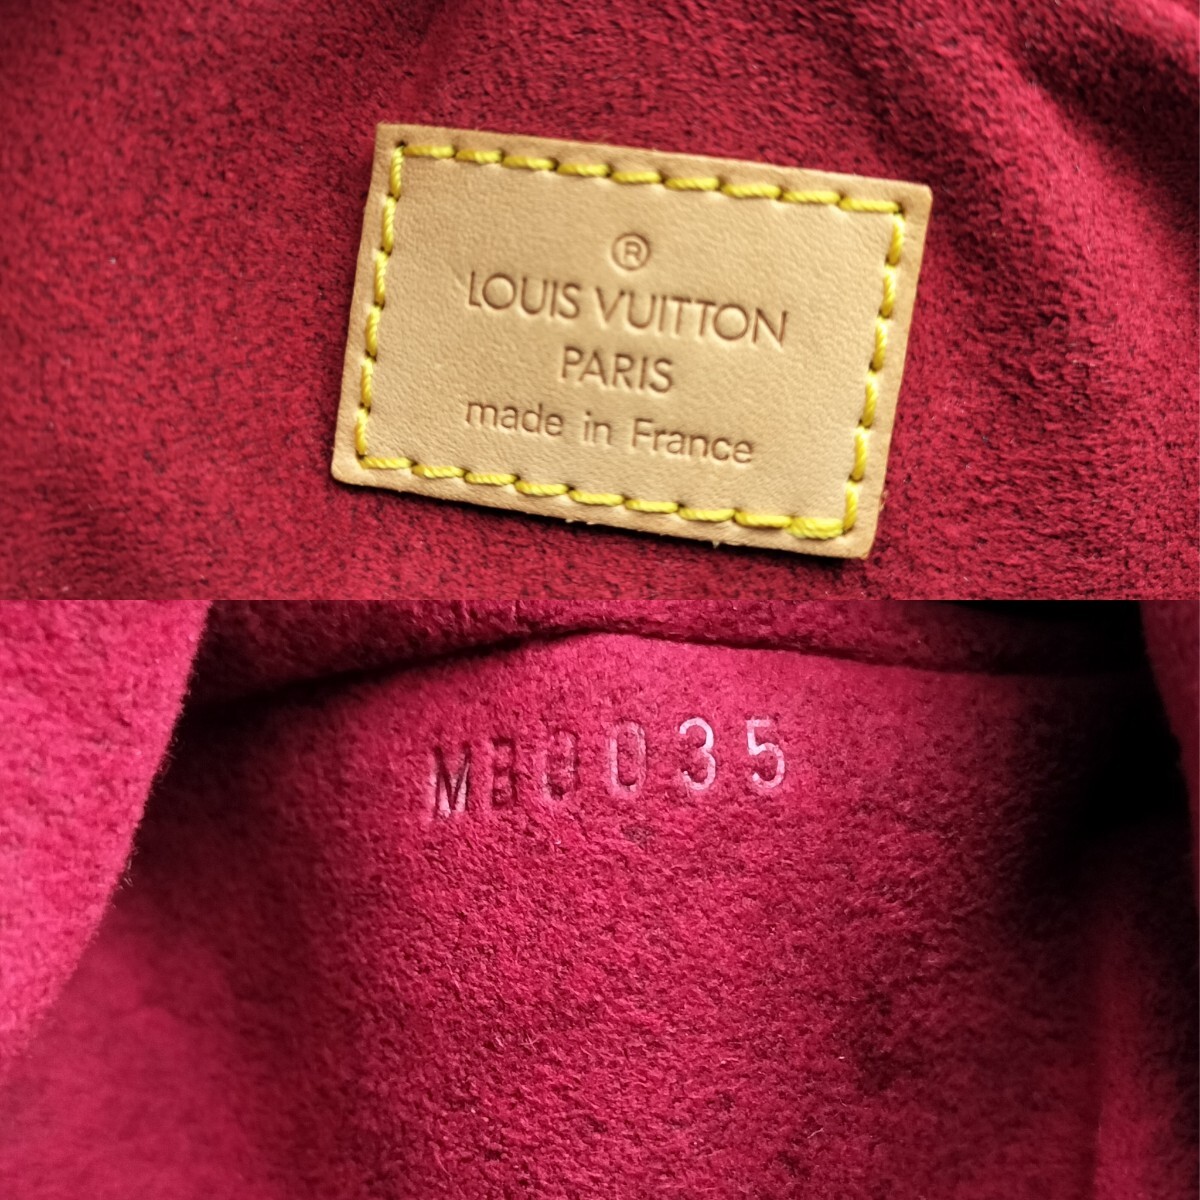 ®
LOUIS VUITTON
PARIS
made in France
MB0035